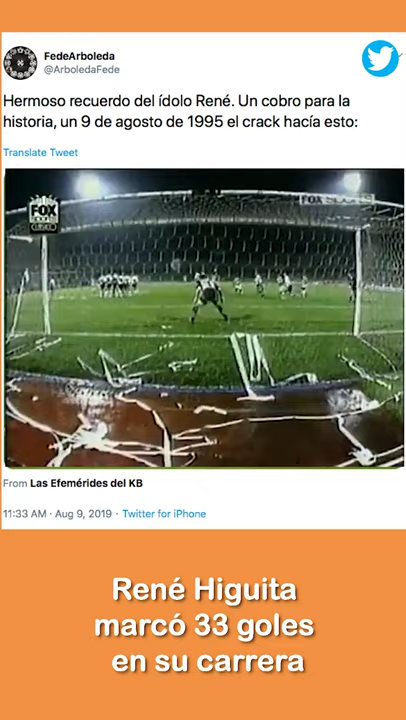 FedeArboleda
@ArboledaFede
Hermoso recuerdo del ídolo René. Un cobro para la
historia, un 9 de agosto de 1995 el crack hacía esto:
Translate Tweet
FOX
SPORTS
CLASICO
FOX SPORTS
From Las Efemérides del KB
11:33 AM · Aug 9, 2019 · Twitter for iPhone
René Higuita
marcó 33 goles
en su carrera